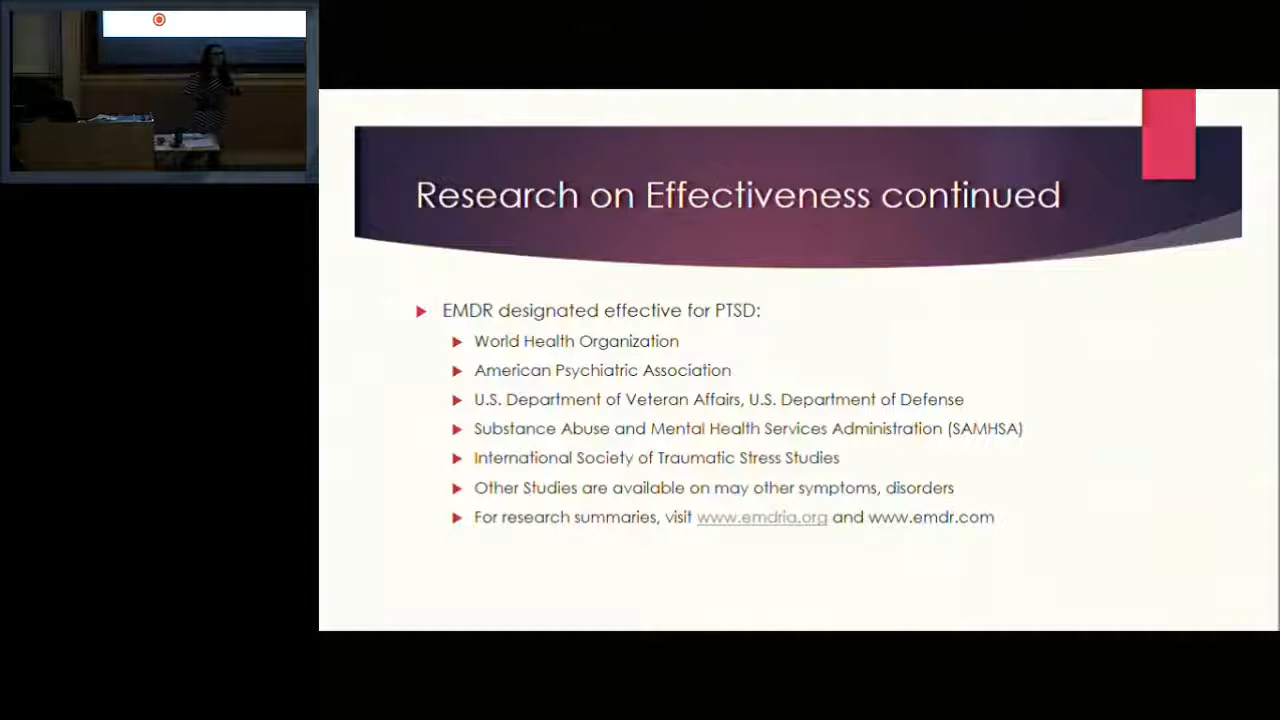 Research on Effectiveness continued
EMDR designated effective for PTSD:
World Health Organization
American Psychiatric Association
U.S. Department of Veteran Affairs, U.S. Department of Defense
Substance Abuse and Mental Health Services Administration (SAMHSA)
International Society of Traumatic Stress Studies
Other Studies are available on may other symptoms, disorders
For research summaries, visit www.emdria.org and www.emdr.com